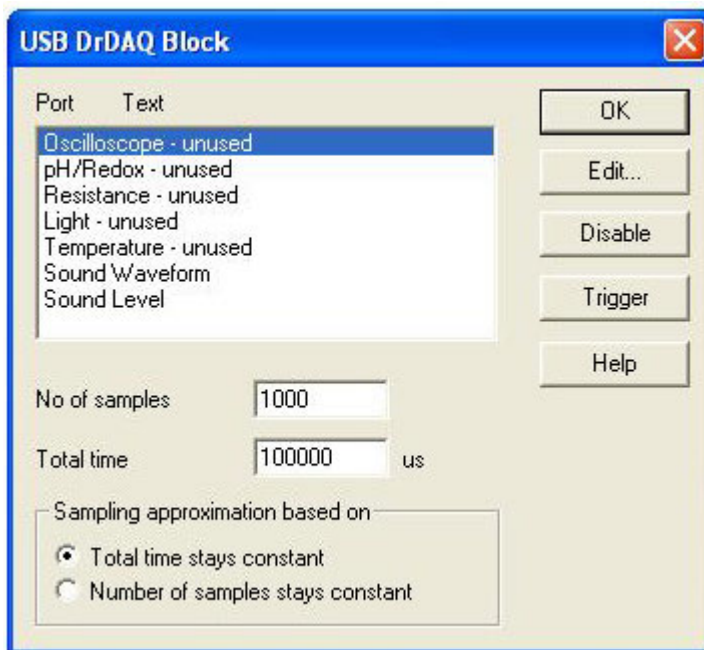 USB DrDAQ Block
Port Text
Oscilloscope - unused
pH/Redox - unused
Resistance - unused
Light - unused
Temperature - unused
Sound Waveform
Sound Level
OK
Edit...
Disable
Trigger
Help
No of samples 1000
Total time 100000 us
Sampling approximation based on
Total time stays constant
Number of samples stays constant